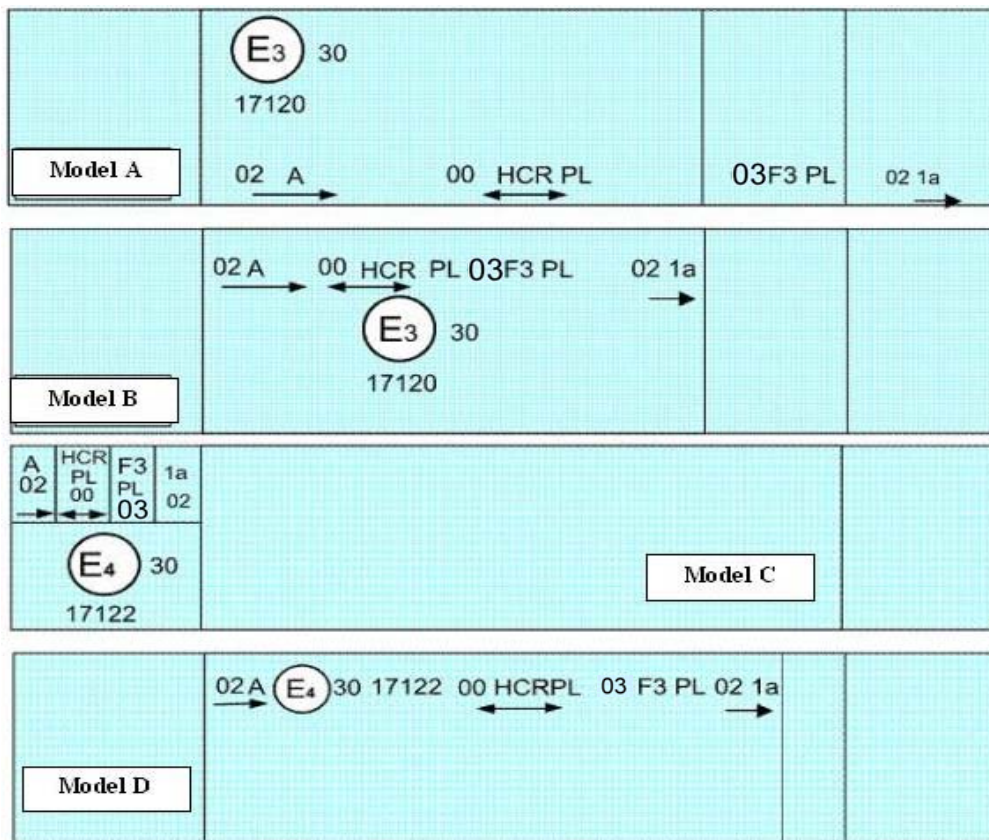 E3 30
17120
Model A
02 A 00 HCR PL 03F3 PL 02 1a
02 A 00 HCR PL 03F3 PL 02 1a
E3 30
17120
Model B
A HCR F3 1a
02 PL PL 02
00 03
E4 30
17122
Model C
02 A E4 30 17122 00 HCRPL 03 F3 PL 02 1a
Model D